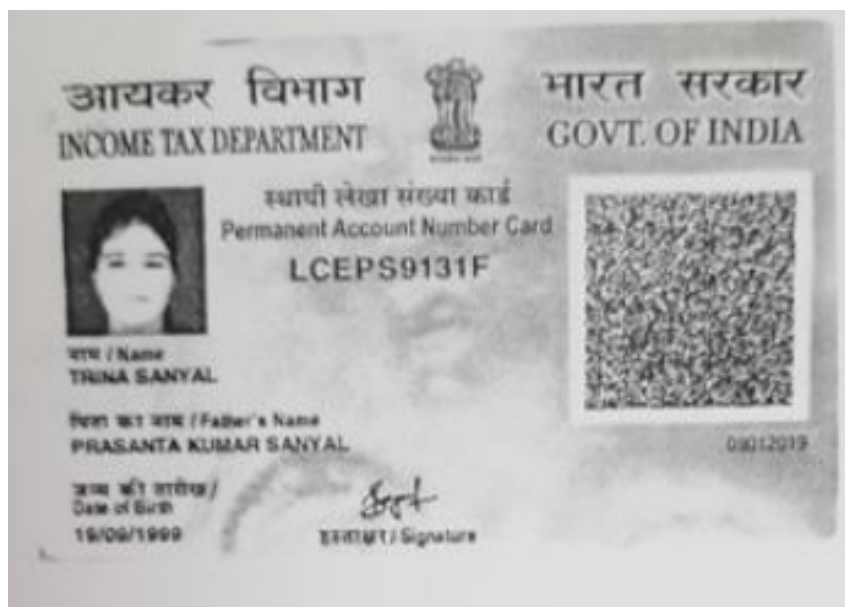 आयकर विभाग
INCOME TAX DEPARTMENT
भारत सरकार
GOVT. OF INDIA
स्थायी लेखा संख्या कार्ड
Permanent Account Number Card
LCEPS9131F
नाम / Name
TRINA SANYAL
पिता का नाम / Father's Name
PRASANTA KUMAR SANYAL
09012019
जन्म की तारीख /
Date of Birth
19/09/1999
हस्ताक्षर / Signature